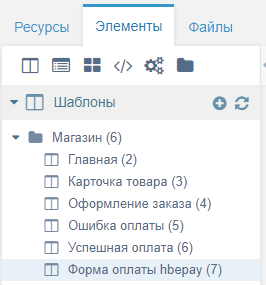 Ресурсы Элементы Файлы
Шаблоны
Магазин (6)
Главная (2)
Карточка товара (3)
Оформление заказа (4)
Ошибка оплаты (5)
Успешная оплата (6)
Форма оплаты hbepay (7)